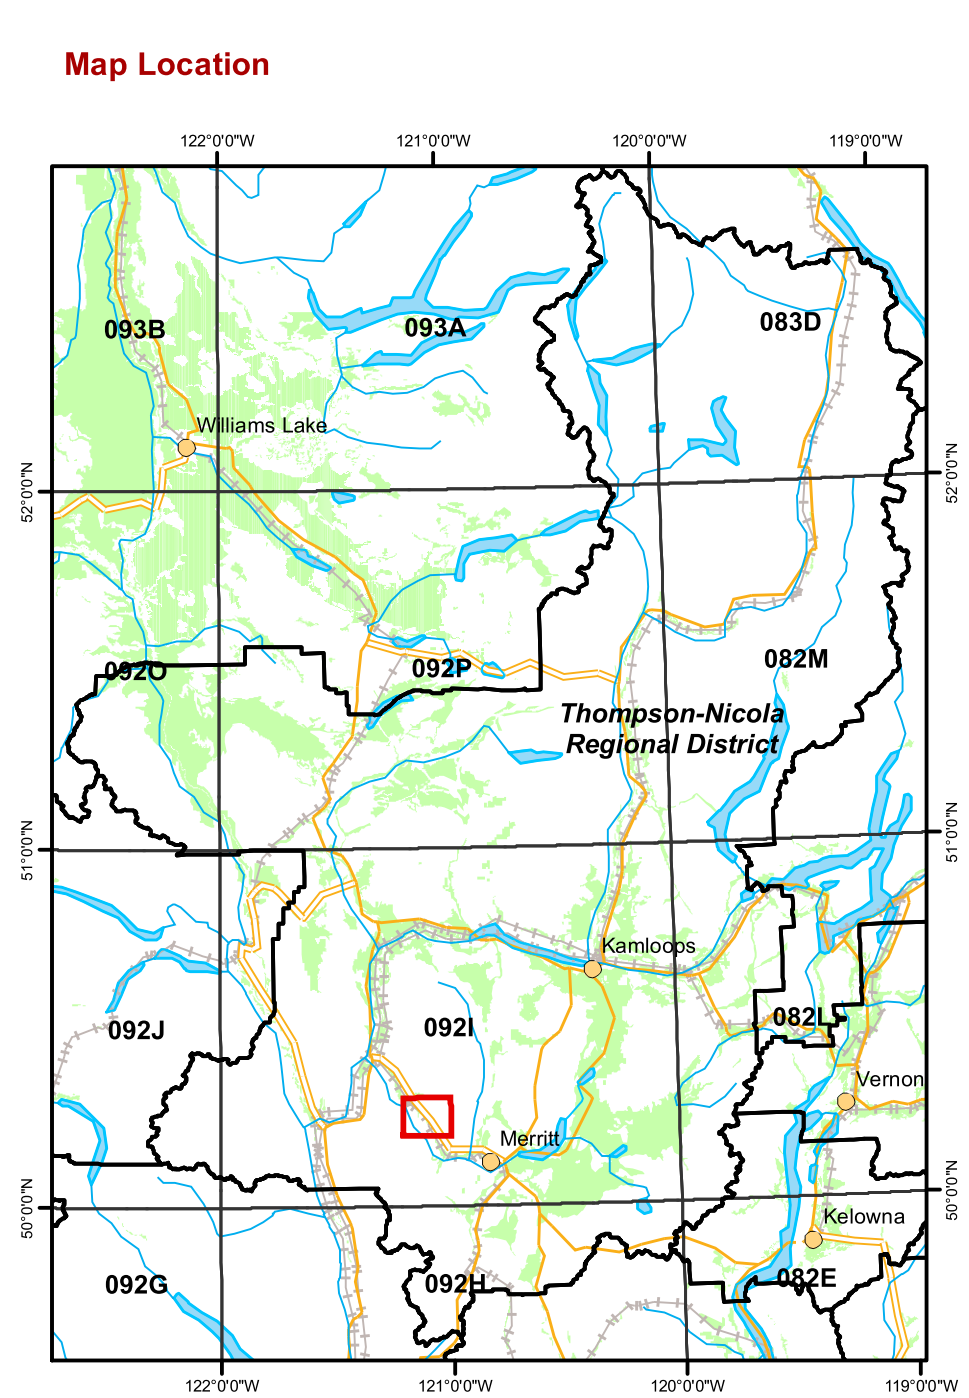 Map Location
122°0'0"W
121°0'0"W
120°0'0"W
119°0'0"W
093B
093A
083D
Williams Lake
52°0'0"N
52°0'0"N
092O
092P
082M
Thompson-Nicola
Regional District
51°0'0"N
51°0'0"N
Kamloops
092J
092I
082L
Vernon
Merritt
50°0'0"N
50°0'0"N
Kelowna
092G
092H
082E
122°0'0"W
121°0'0"W
120°0'0"W
119°0'0"W